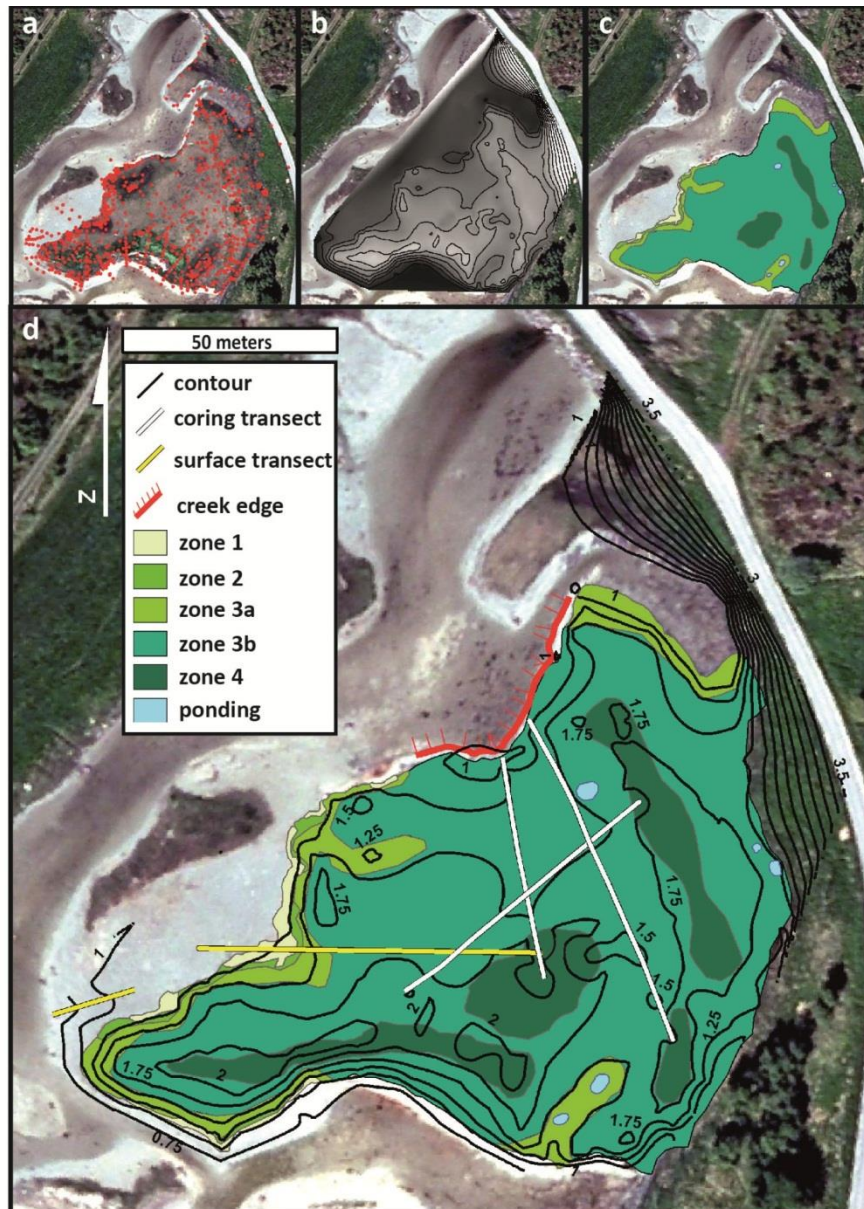 a
b
c
d
50 meters
N
contour
coring transect
surface transect
creek edge
zone 1
zone 2
zone 3a
zone 3b
zone 4
ponding
1
3.5
3
0
1
1
1
1.75
1.75
1.5
1.25
1.75
1.75
1.5
1.5
1.25
1
2
2
1.75
2
0.75
1.75
1
3.5